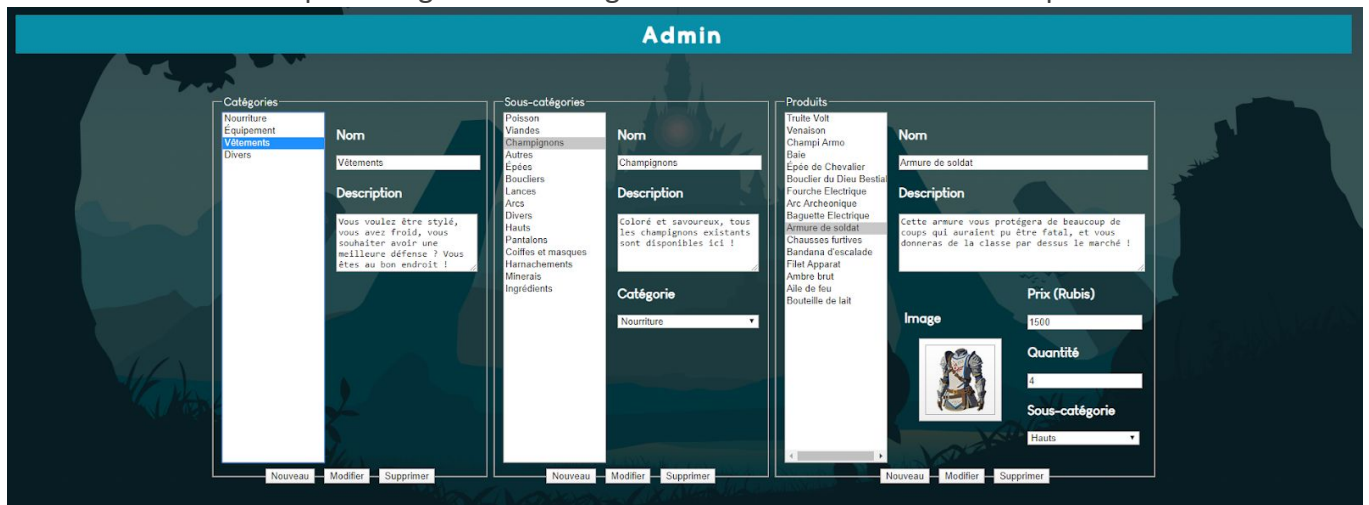 Admin
Catégories
Nourriture
Équipement
Vêtements
Divers
Nom
Vêtements
Description
Vous voulez être stylé,
vous avez froid, vous
souhaiter avoir une
meilleure défense ? Vous
êtes au bon endroit !
Nouveau
Modifier
Supprimer
Sous-catégories
Poisson
Viandes
Champignons
Autres
Épées
Boucliers
Lances
Arcs
Divers
Hauts
Pantalons
Coiffes et masques
Harnachements
Minerais
Ingrédients
Nom
Champignons
Description
Coloré et savoureux, tous
les champignons existants
sont disponibles ici !
Catégorie
Nourriture
Nouveau
Modifier
Supprimer
Produits
Truite Volt
Venaison
Champi Armo
Baie
Épée de Chevalier
Bouclier du Dieu Bestial
Fourche Electrique
Arc Archeonique
Baguette Electrique
Armure de soldat
Chausses furtives
Bandana d'escalade
Filet Apparat
Ambre brut
Aile de feu
Bouteille de lait
Nom
Armure de soldat
Description
Cette armure vous protégera de beaucoup de
coups qui auraient pu être fatal, et vous
donneras de la classe par dessus le marché !
Image
Prix (Rubis)
1500
Quantité
4
Sous-catégorie
Hauts
Nouveau
Modifier
Supprimer